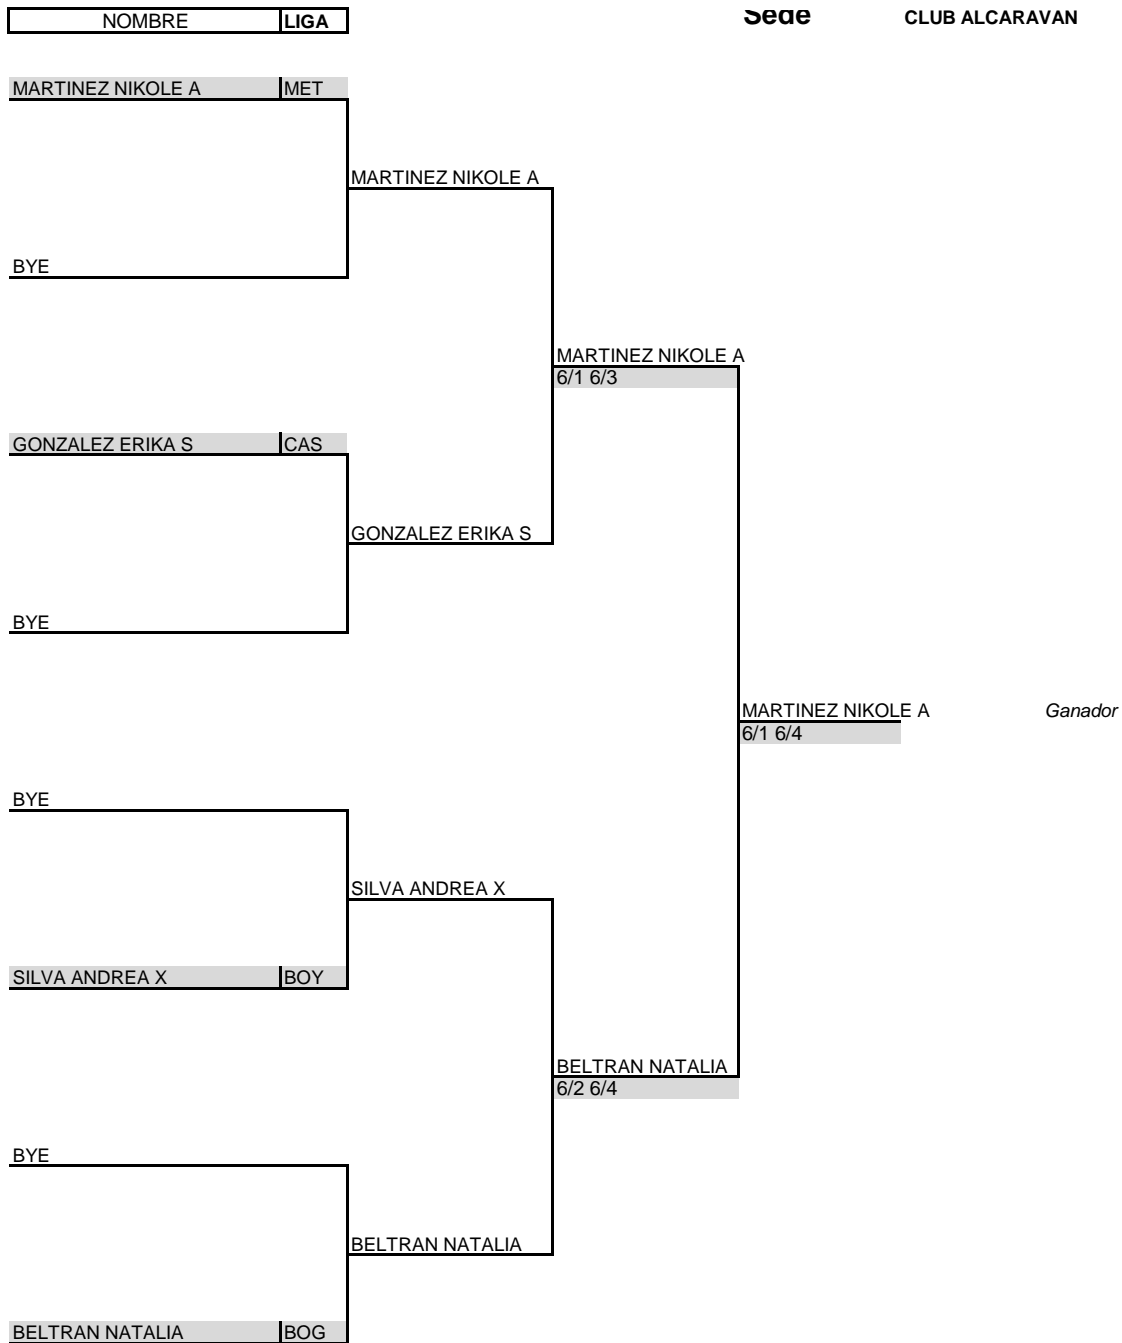 NOMBRE LIGA
Sede CLUB ALCARAVAN
MARTINEZ NIKOLE A MET
MARTINEZ NIKOLE A
BYE
MARTINEZ NIKOLE A
6/1 6/3
GONZALEZ ERIKA S CAS
GONZALEZ ERIKA S
BYE
MARTINEZ NIKOLE A Ganador
6/1 6/4
BYE
SILVA ANDREA X
SILVA ANDREA X BOY
BELTRAN NATALIA
6/2 6/4
BYE
BELTRAN NATALIA
BELTRAN NATALIA BOG